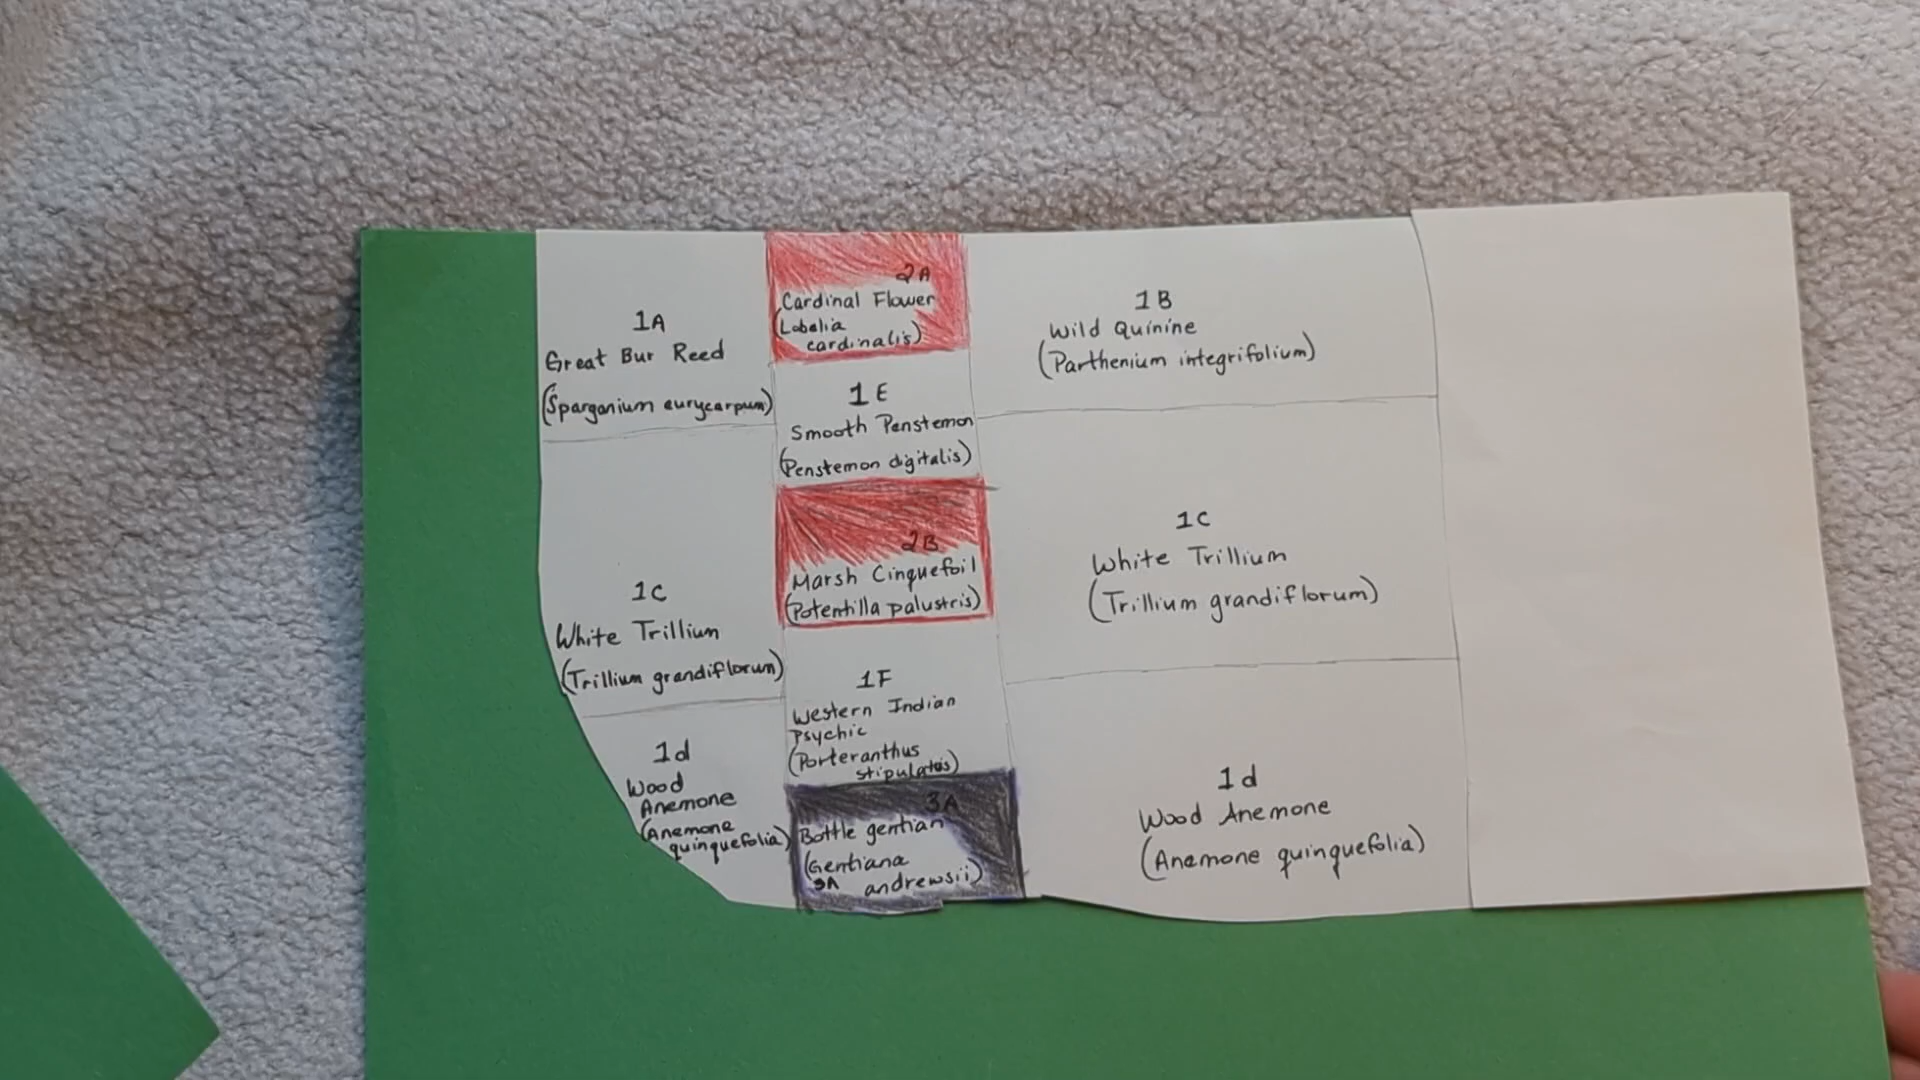 1A
Great Bur Reed
(Sparganium eurycarpum)
2A
Cardinal Flower
(Lobelia
cardinalis)
1B
Wild Quinine
(Parthenium integrifolium)
1E
Smooth Penstemon
(Penstemon digitalis)
1C
White Trillium
(Trillium grandiflorum)
2B
Marsh Cinquefoil
(Potentilla palustris)
1C
White Trillium
(Trillium grandiflorum)
1F
Western Indian
Psychic
(Porteranthus
stipulatus)
1d
Wood
Anemone
(Anemone
quinquefolia)
3A
Bottle gentian
(Gentiana
3A andrewsii)
1d
Wood Anemone
(Anemone quinquefolia)